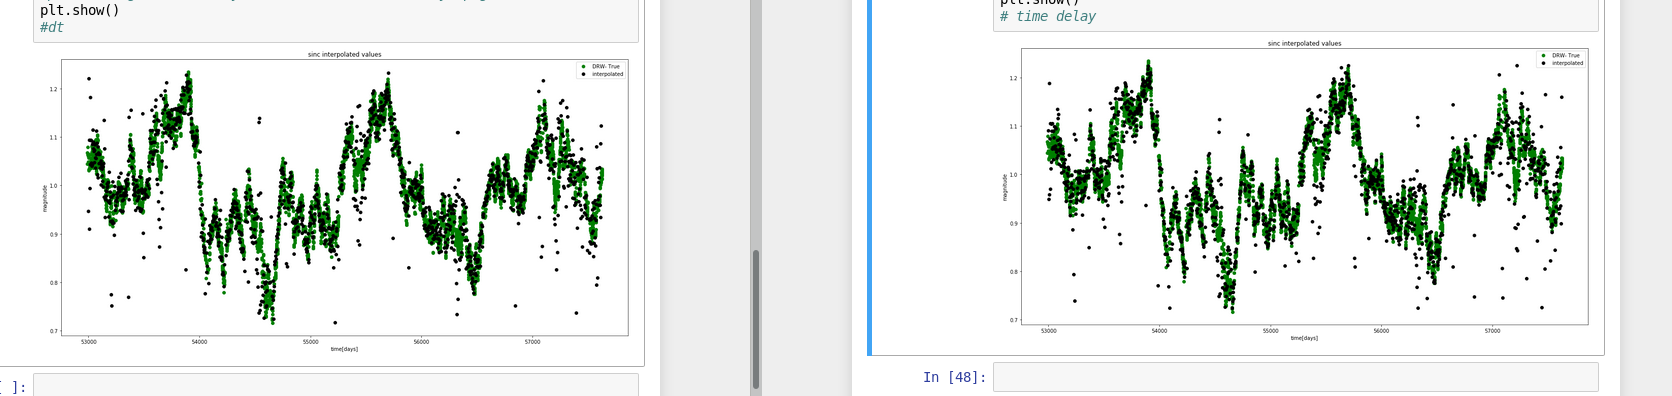 plt.show()
#dt
sinc interpolated values
DRW- True
interpolated
1.2
1.1
1.0
0.9
0.8
0.7
magnitude
53000 54000 55000 56000 57000
time[days]
]:
plt.show()
# time delay
sinc interpolated values
DRW- True
interpolated
1.2
1.1
1.0
0.9
0.8
0.7
magnitude
53000 54000 55000 56000 57000
time[days]
In [48]: